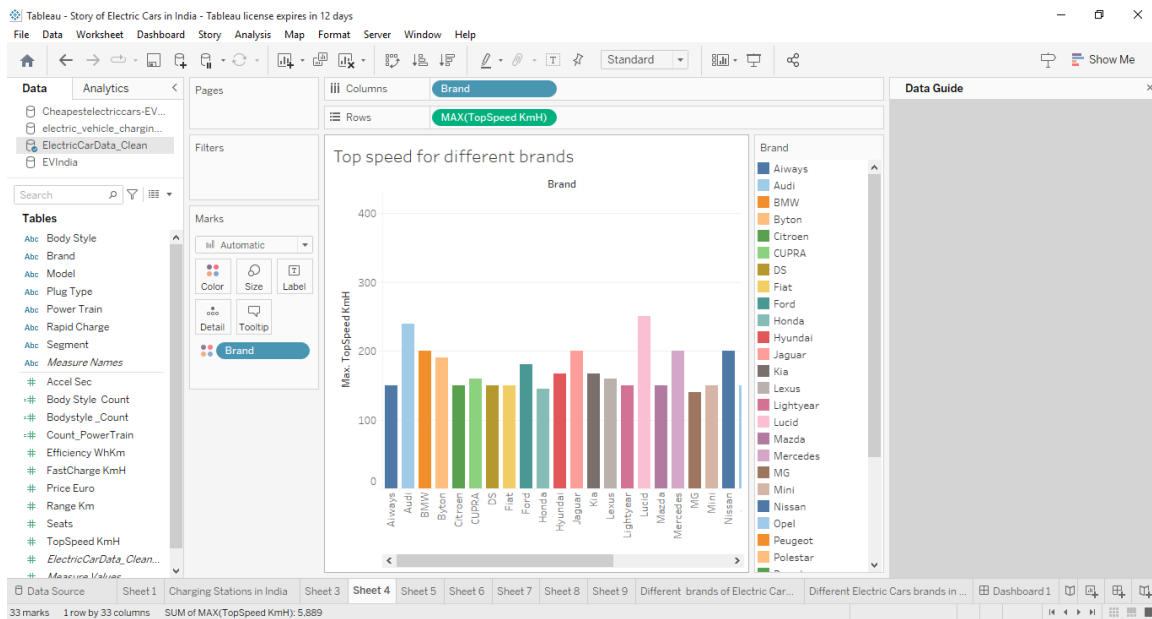 Tableau - Story of Electric Cars in India - Tableau license expires in 12 days
File Data Worksheet Dashboard Story Analysis Map Format Server Window Help
Standard
Show Me
Data Analytics
Cheapestelectriccars-EV...
electric_vehicle_chargin...
ElectricCarData_Clean
EVIndia
Search
Tables
Abc Body Style
Abc Brand
Abc Model
Abc Plug Type
Abc Power Train
Abc Rapid Charge
Abc Segment
Abc Measure Names
# Accel Sec
=# Body Style Count
=# Bodystyle _Count
=# Count_PowerTrain
# Efficiency WhKm
# FastCharge KmH
# Price Euro
# Range Km
# Seats
# TopSpeed KmH
# ElectricCarData_Clean...
# Measure Values
Pages
Filters
Marks
Automatic
Color Size Label
Detail Tooltip
Brand
Columns Brand
Rows MAX(TopSpeed KmH)
Top speed for different brands
Brand
Max. TopSpeed KmH
400
300
200
100
0
Aiways
Audi
BMW
Byton
Citroen
CUPRA
DS
Fiat
Ford
Honda
Hyundai
Jaguar
Kia
Lexus
Lightyear
Lucid
Mazda
Mercedes
MG
Mini
Nissan
Brand
Aiways
Audi
BMW
Byton
Citroen
CUPRA
DS
Fiat
Ford
Honda
Hyundai
Jaguar
Kia
Lexus
Lightyear
Lucid
Mazda
Mercedes
MG
Mini
Nissan
Opel
Peugeot
Polestar
Data Guide
Data Source Sheet 1 Charging Stations in India Sheet 3 Sheet 4 Sheet 5 Sheet 6 Sheet 7 Sheet 8 Sheet 9 Different brands of Electric Car... Different Electric Cars brands in ... Dashboard 1
33 marks 1 row by 33 columns SUM of MAX(TopSpeed KmH): 5,889